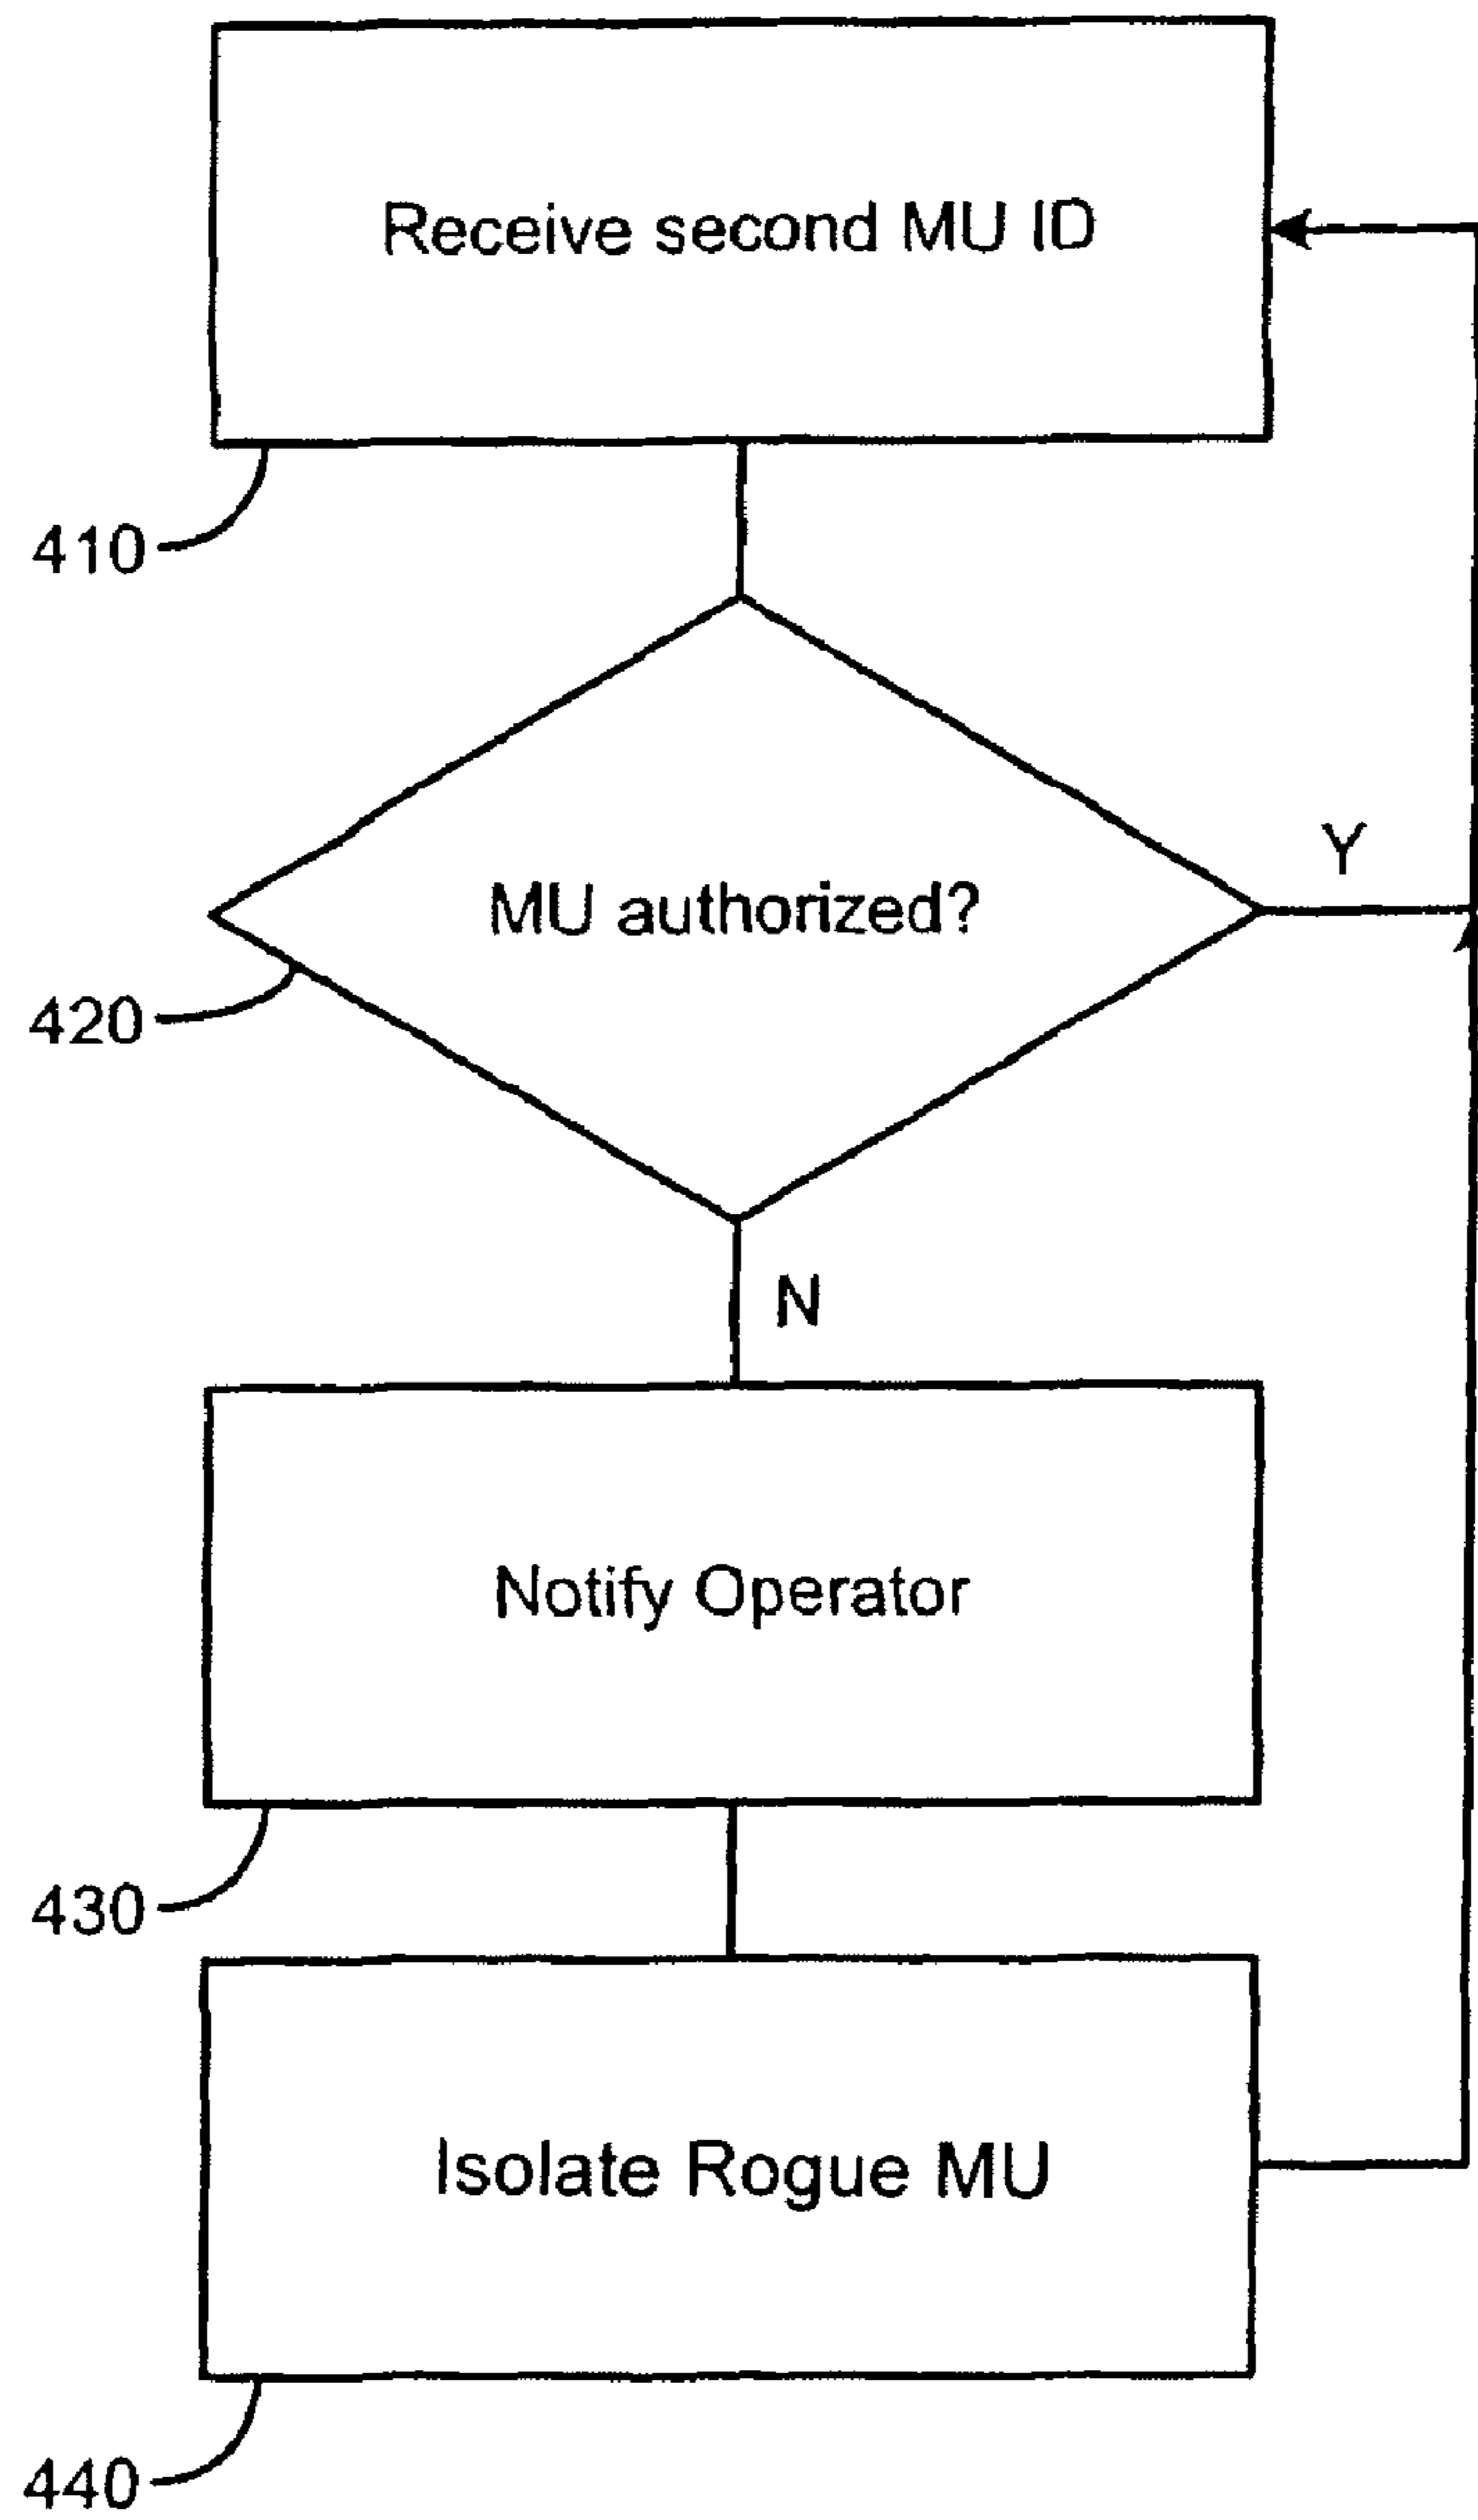 Receive second MU ID
410
MU authorized?
Y
420
N
Notify Operator
430
Isolate Rogue MU
440